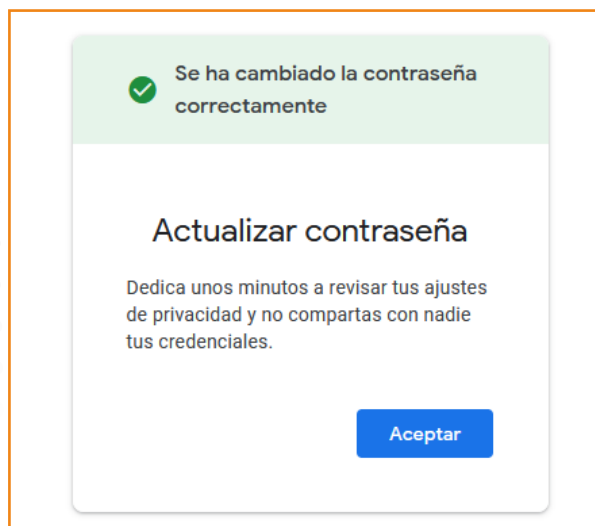 Se ha cambiado la contraseña
correctamente
Actualizar contraseña
Dedica unos minutos a revisar tus ajustes
de privacidad y no compartas con nadie
tus credenciales.
Aceptar